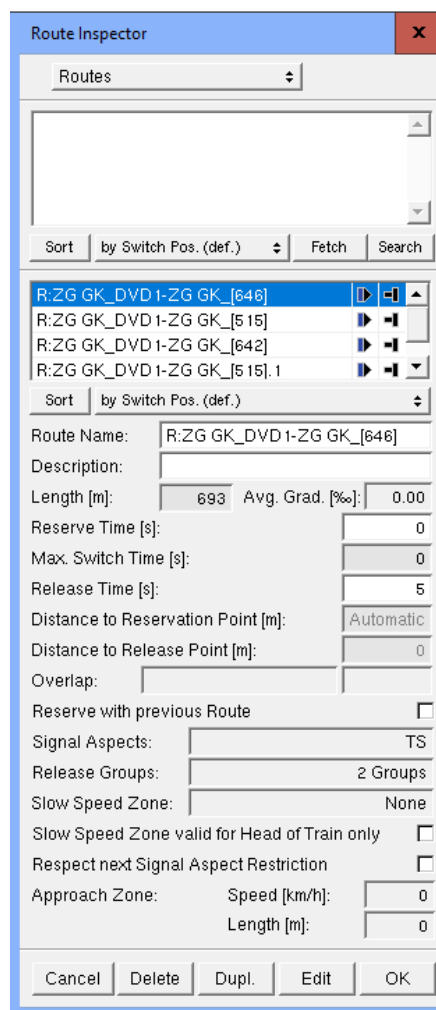 Route Inspector
x
Routes
Sort by Switch Pos. (def.) Fetch Search
R:ZG GK_DVD1-ZG GK_[646]
R:ZG GK_DVD1-ZG GK_[515]
R:ZG GK_DVD1-ZG GK_[642]
R:ZG GK_DVD1-ZG GK_[515].1
Sort by Switch Pos. (def.)
Route Name: R:ZG GK_DVD1-ZG GK_[646]
Description:
Length [m]: 693 Avg. Grad. [‰]: 0.00
Reserve Time [s]: 0
Max. Switch Time [s]: 0
Release Time [s]: 5
Distance to Reservation Point [m]: Automatic
Distance to Release Point [m]: 0
Overlap:
Reserve with previous Route
Signal Aspects: TS
Release Groups: 2 Groups
Slow Speed Zone: None
Slow Speed Zone valid for Head of Train only
Respect next Signal Aspect Restriction
Approach Zone: Speed [km/h]: 0
Length [m]: 0
Cancel Delete Dupl. Edit OK